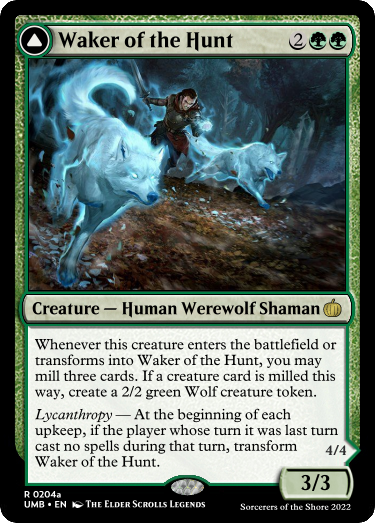 Waker of the Hunt 2
Creature — Human Werewolf Shaman
Whenever this creature enters the battlefield or
transforms into Waker of the Hunt, you may
mill three cards. If a creature card is milled this
way, create a 2/2 green Wolf creature token.
Lycanthropy — At the beginning of each
upkeep, if the player whose turn it was last turn
cast no spells during that turn, transform
Waker of the Hunt.
4/4
3/3
R 0204a
UMB • EN The Elder Scrolls Legends
Sorcerers of the Shore 2022